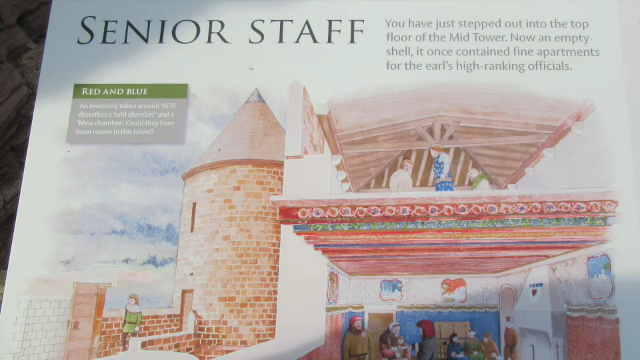 SENIOR STAFF
You have just stepped out into the top
floor of the Mid Tower. Now an empty
shell, it once contained fine apartments
for the earl's high-ranking officials.
RED AND BLUE
An inventory taken around 1670
describes a 'red chamber' and a
'blew chamber'. Could they have
been rooms in this tower?